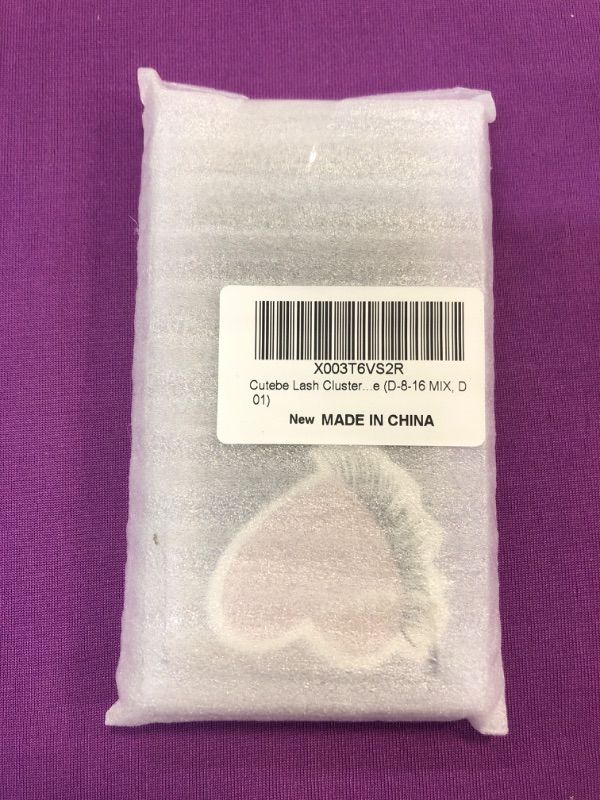 X003T6VS2R
Cutebe Lash Cluster...e (D-8-16 MIX, D
01)
New MADE IN CHINA